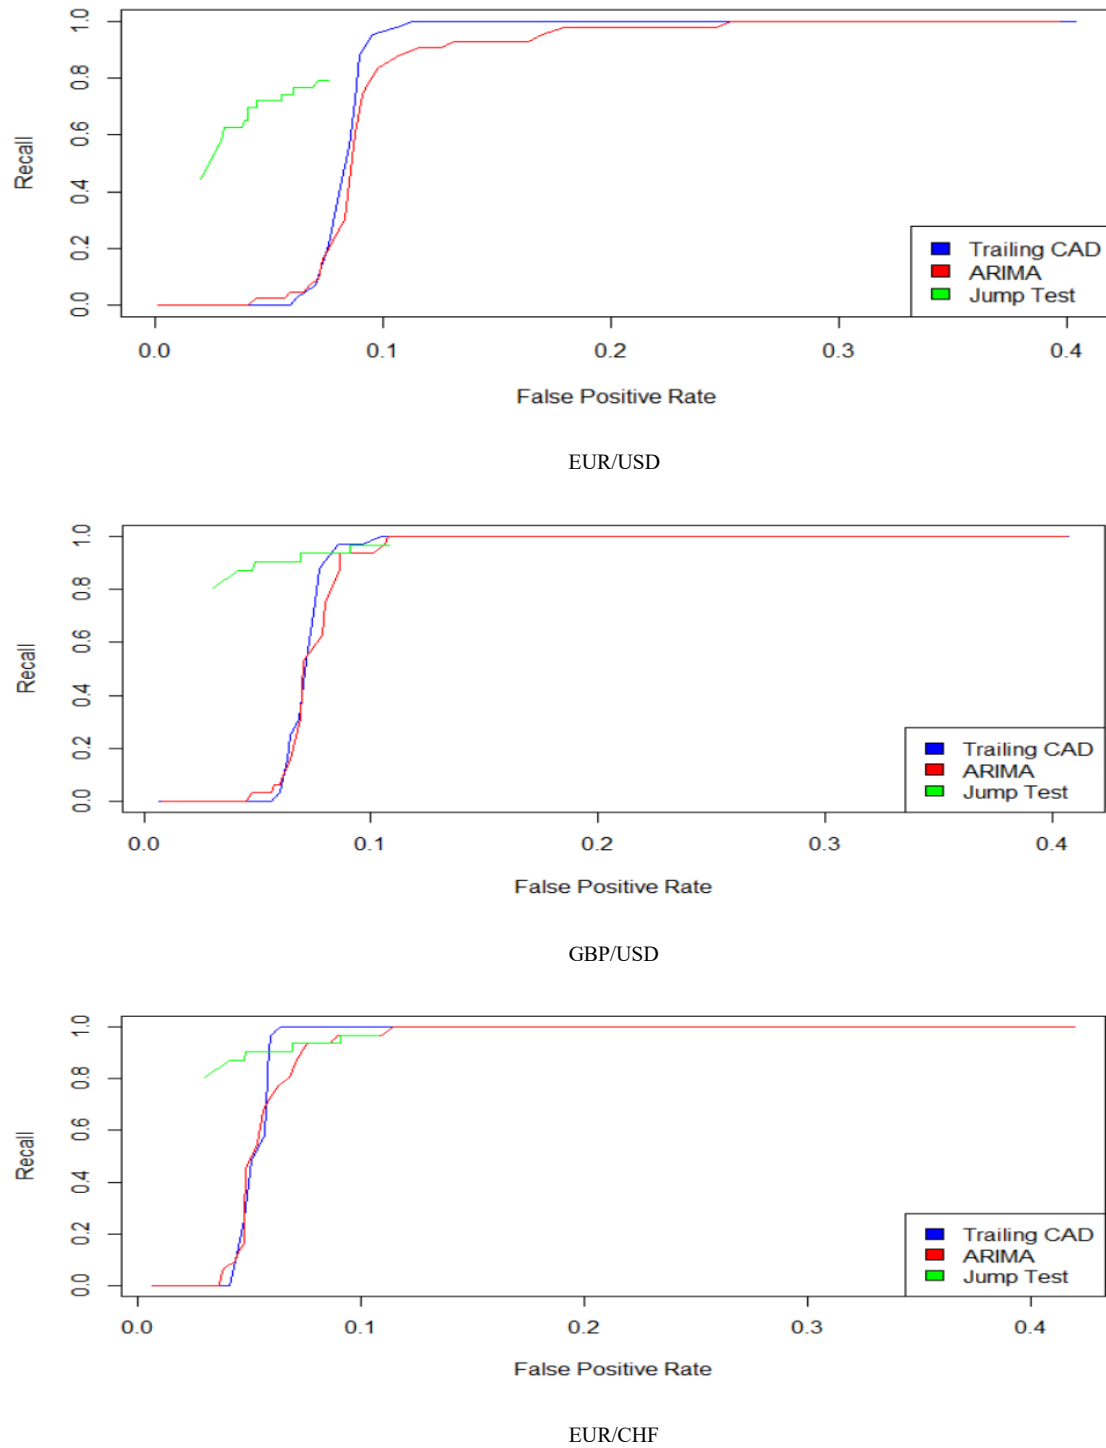 1.0
0.8
0.6
0.4
0.2
0.0
Recall
Trailing CAD
ARIMA
Jump Test
0.0 0.1 0.2 0.3 0.4
False Positive Rate
EUR/USD
1.0
0.8
0.6
0.4
0.2
0.0
Recall
Trailing CAD
ARIMA
Jump Test
0.0 0.1 0.2 0.3 0.4
False Positive Rate
GBP/USD
1.0
0.8
0.6
0.4
0.2
0.0
Recall
Trailing CAD
ARIMA
Jump Test
0.0 0.1 0.2 0.3 0.4
False Positive Rate
EUR/CHF